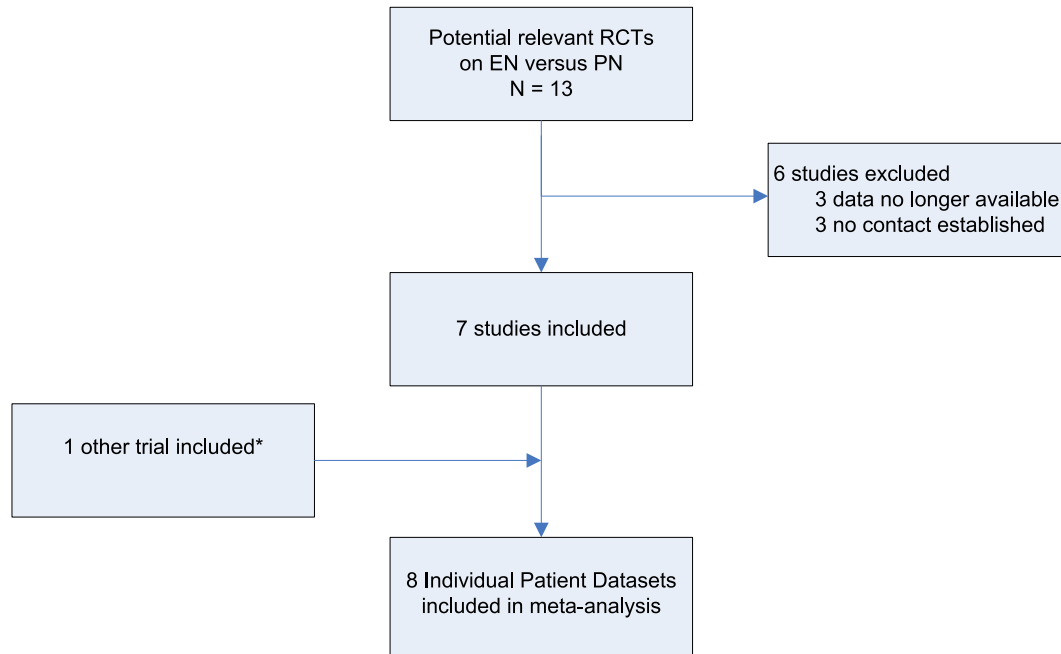 Potential relevant RCTs
on EN versus PN
N = 13
6 studies excluded
3 data no longer available
3 no contact established
7 studies included
1 other trial included*
8 Individual Patient Datasets
included in meta-analysis